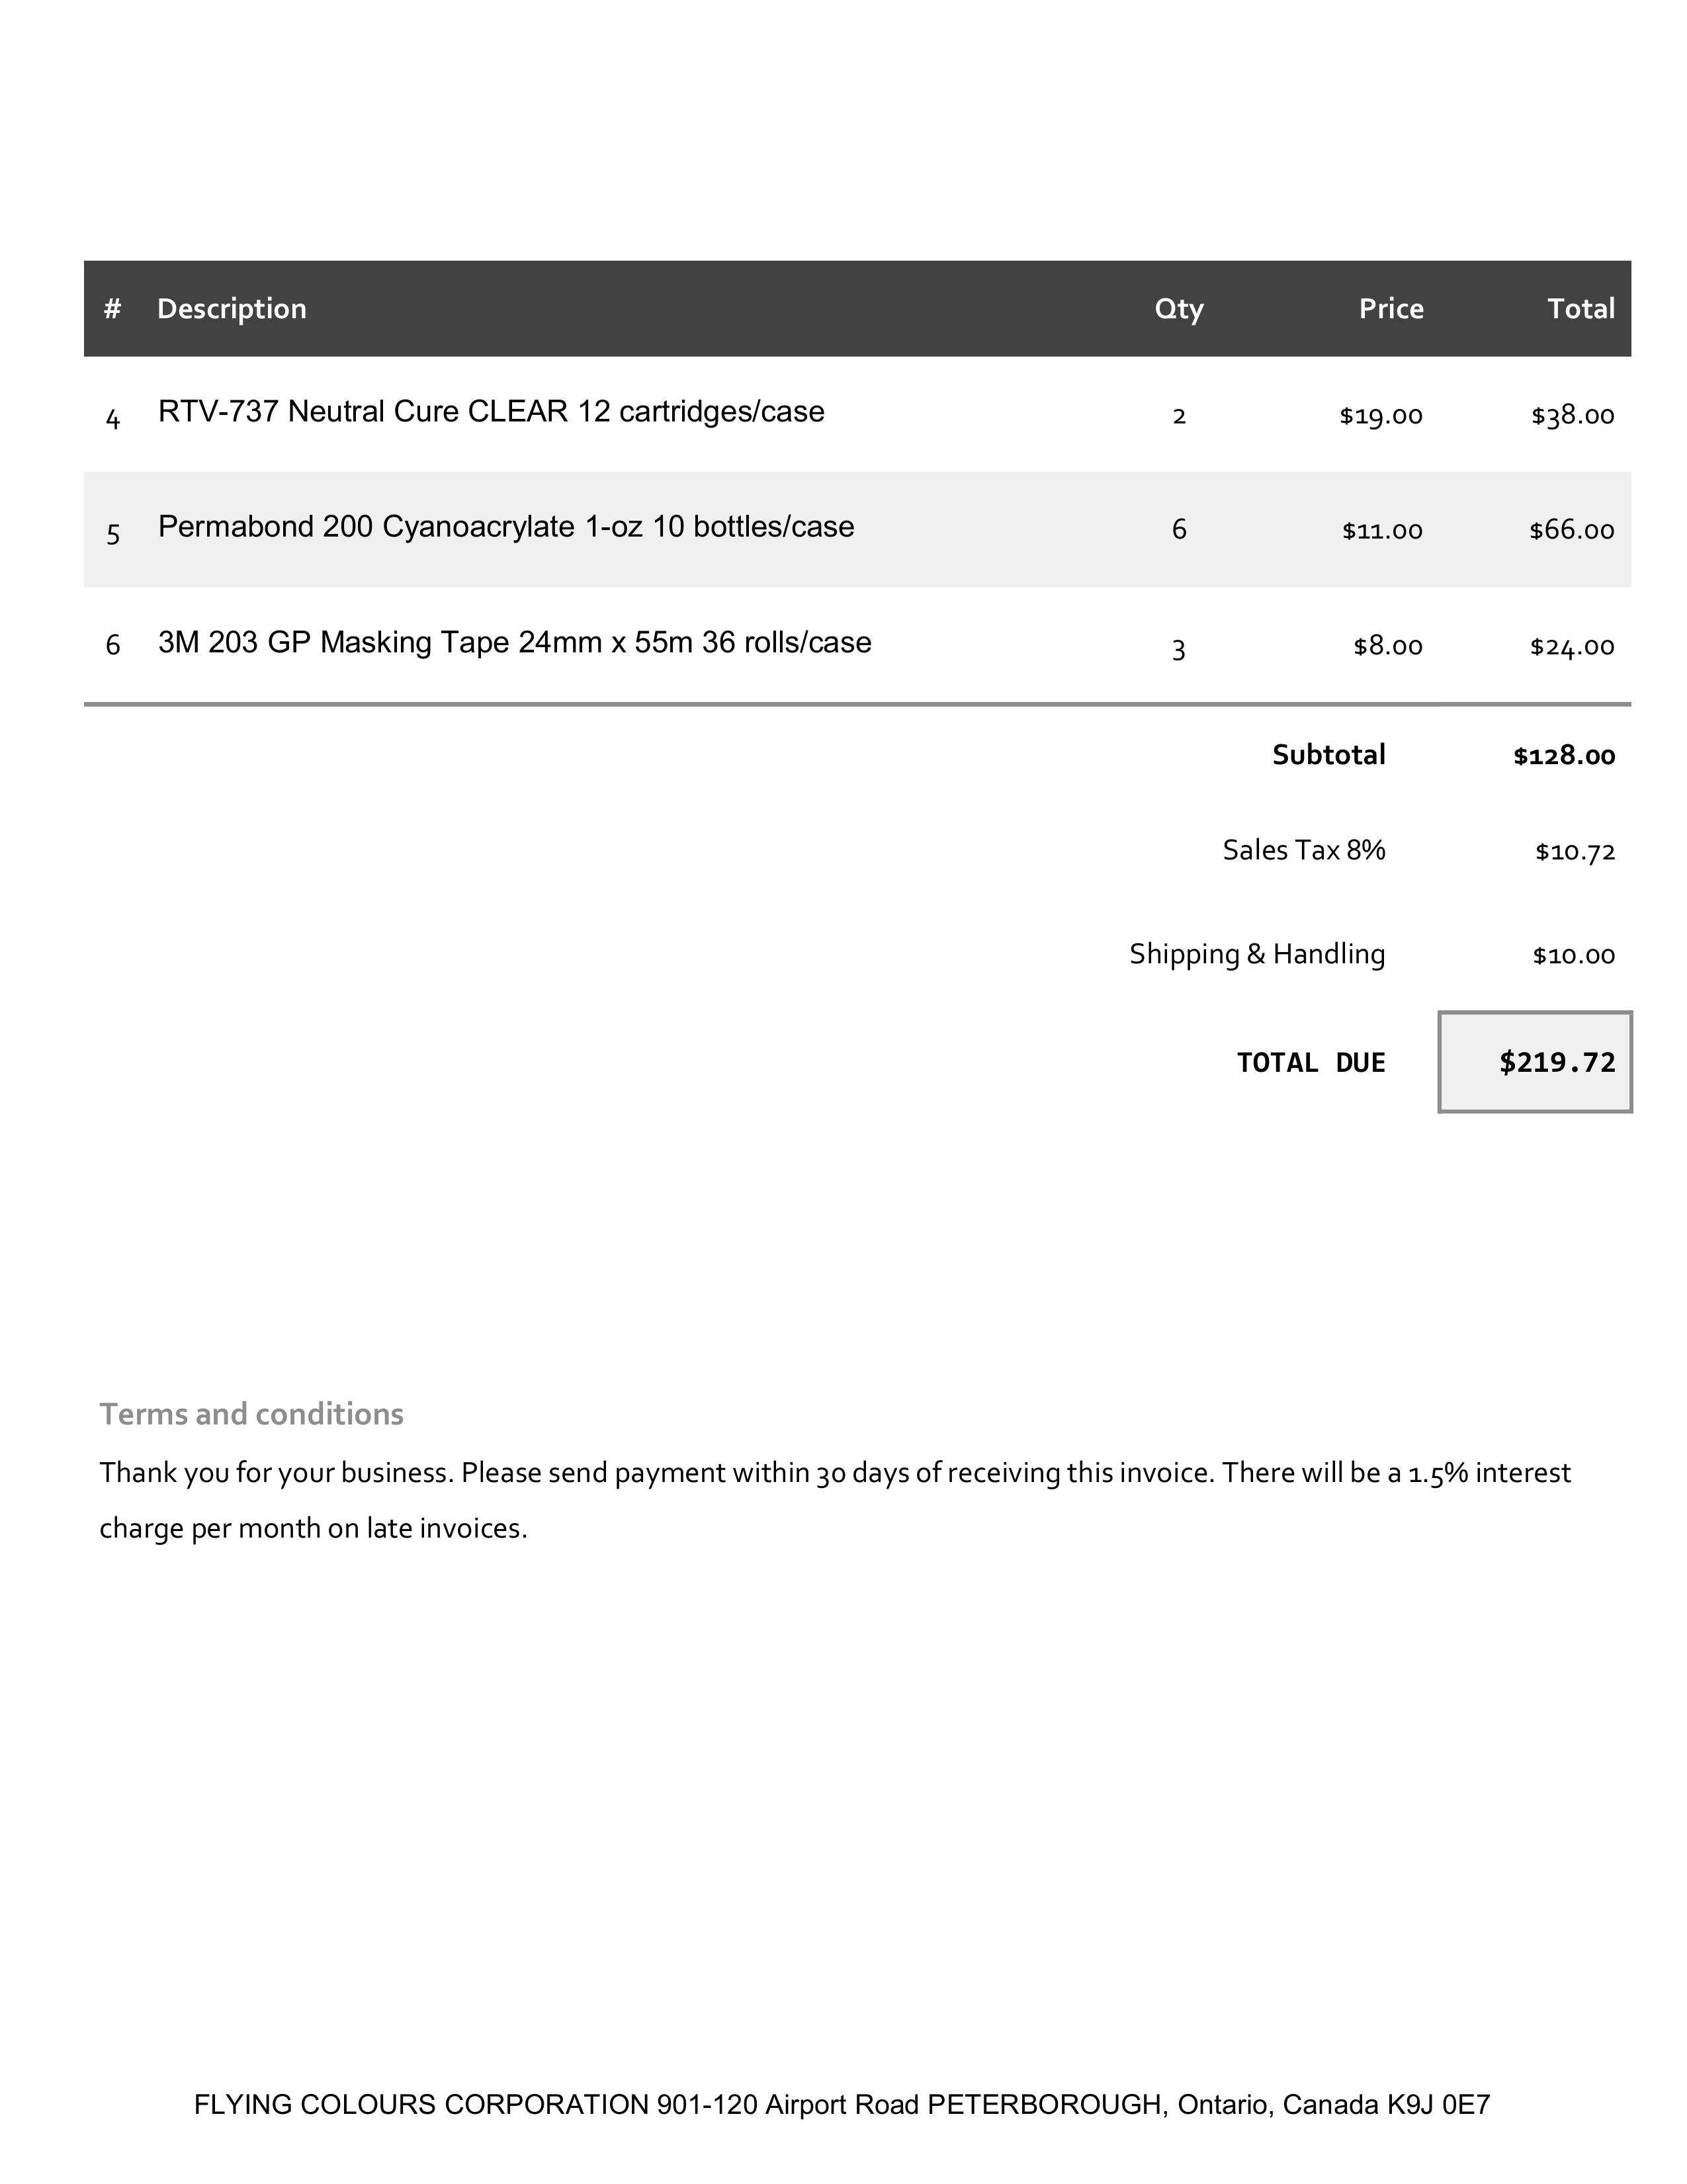 # Description Qty Price Total
4 RTV-737 Neutral Cure CLEAR 12 cartridges/case 2 $19.00 $38.00
5 Permabond 200 Cyanoacrylate 1-oz 10 bottles/case 6 $11.00 $66.00
6 3M 203 GP Masking Tape 24mm x 55m 36 rolls/case 3 $8.00 $24.00
Subtotal $128.00
Sales Tax 8% $10.72
Shipping & Handling $10.00
TOTAL DUE $219.72
Terms and conditions
Thank you for your business. Please send payment within 30 days of receiving this invoice. There will be a 1.5% interest
charge per month on late invoices.
FLYING COLOURS CORPORATION 901-120 Airport Road PETERBOROUGH, Ontario, Canada K9J 0E7